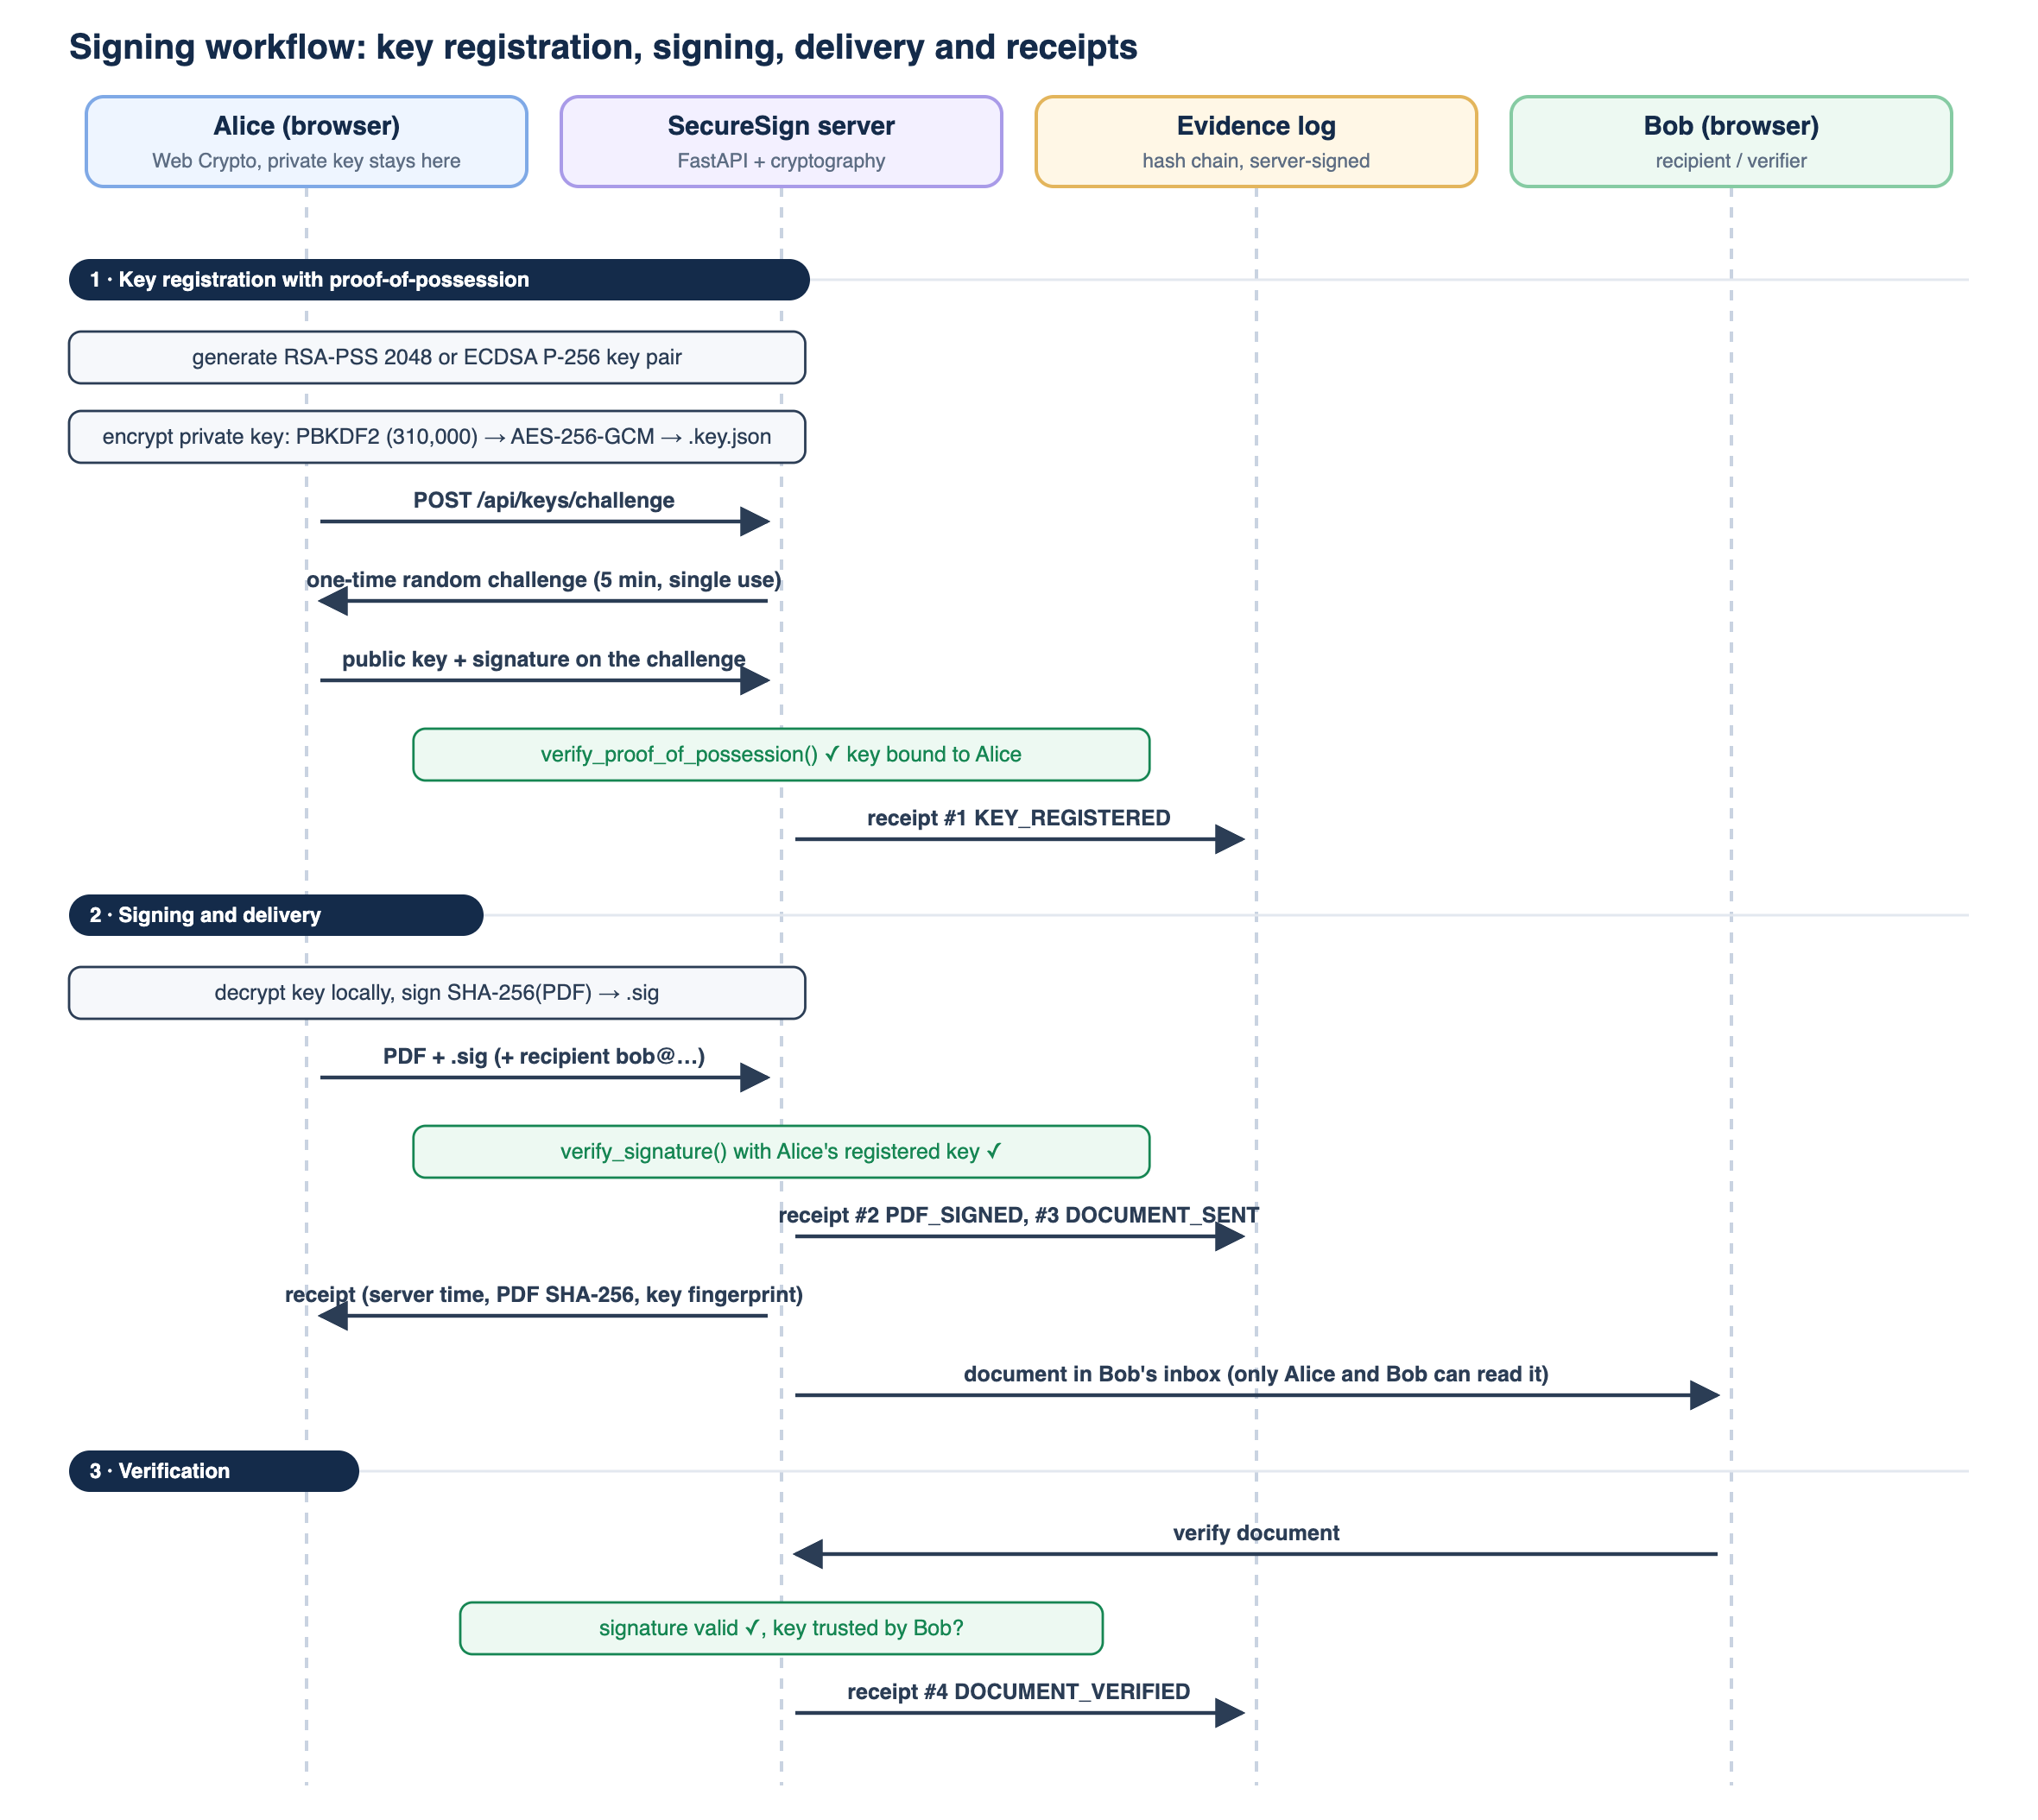 Signing workflow: key registration, signing, delivery and receipts
Alice (browser)
Web Crypto, private key stays here
SecureSign server
FastAPI + cryptography
Evidence log
hash chain, server-signed
Bob (browser)
recipient / verifier
1 · Key registration with proof-of-possession
generate RSA-PSS 2048 or ECDSA P-256 key pair
encrypt private key: PBKDF2 (310,000) → AES-256-GCM → .key.json
POST /api/keys/challenge
one-time random challenge (5 min, single use)
public key + signature on the challenge
verify_proof_of_possession() ✓ key bound to Alice
receipt #1 KEY_REGISTERED
2 · Signing and delivery
decrypt key locally, sign SHA-256(PDF) → .sig
PDF + .sig (+ recipient bob@…)
verify_signature() with Alice's registered key ✓
receipt #2 PDF_SIGNED, #3 DOCUMENT_SENT
receipt (server time, PDF SHA-256, key fingerprint)
document in Bob's inbox (only Alice and Bob can read it)
3 · Verification
verify document
signature valid ✓, key trusted by Bob?
receipt #4 DOCUMENT_VERIFIED